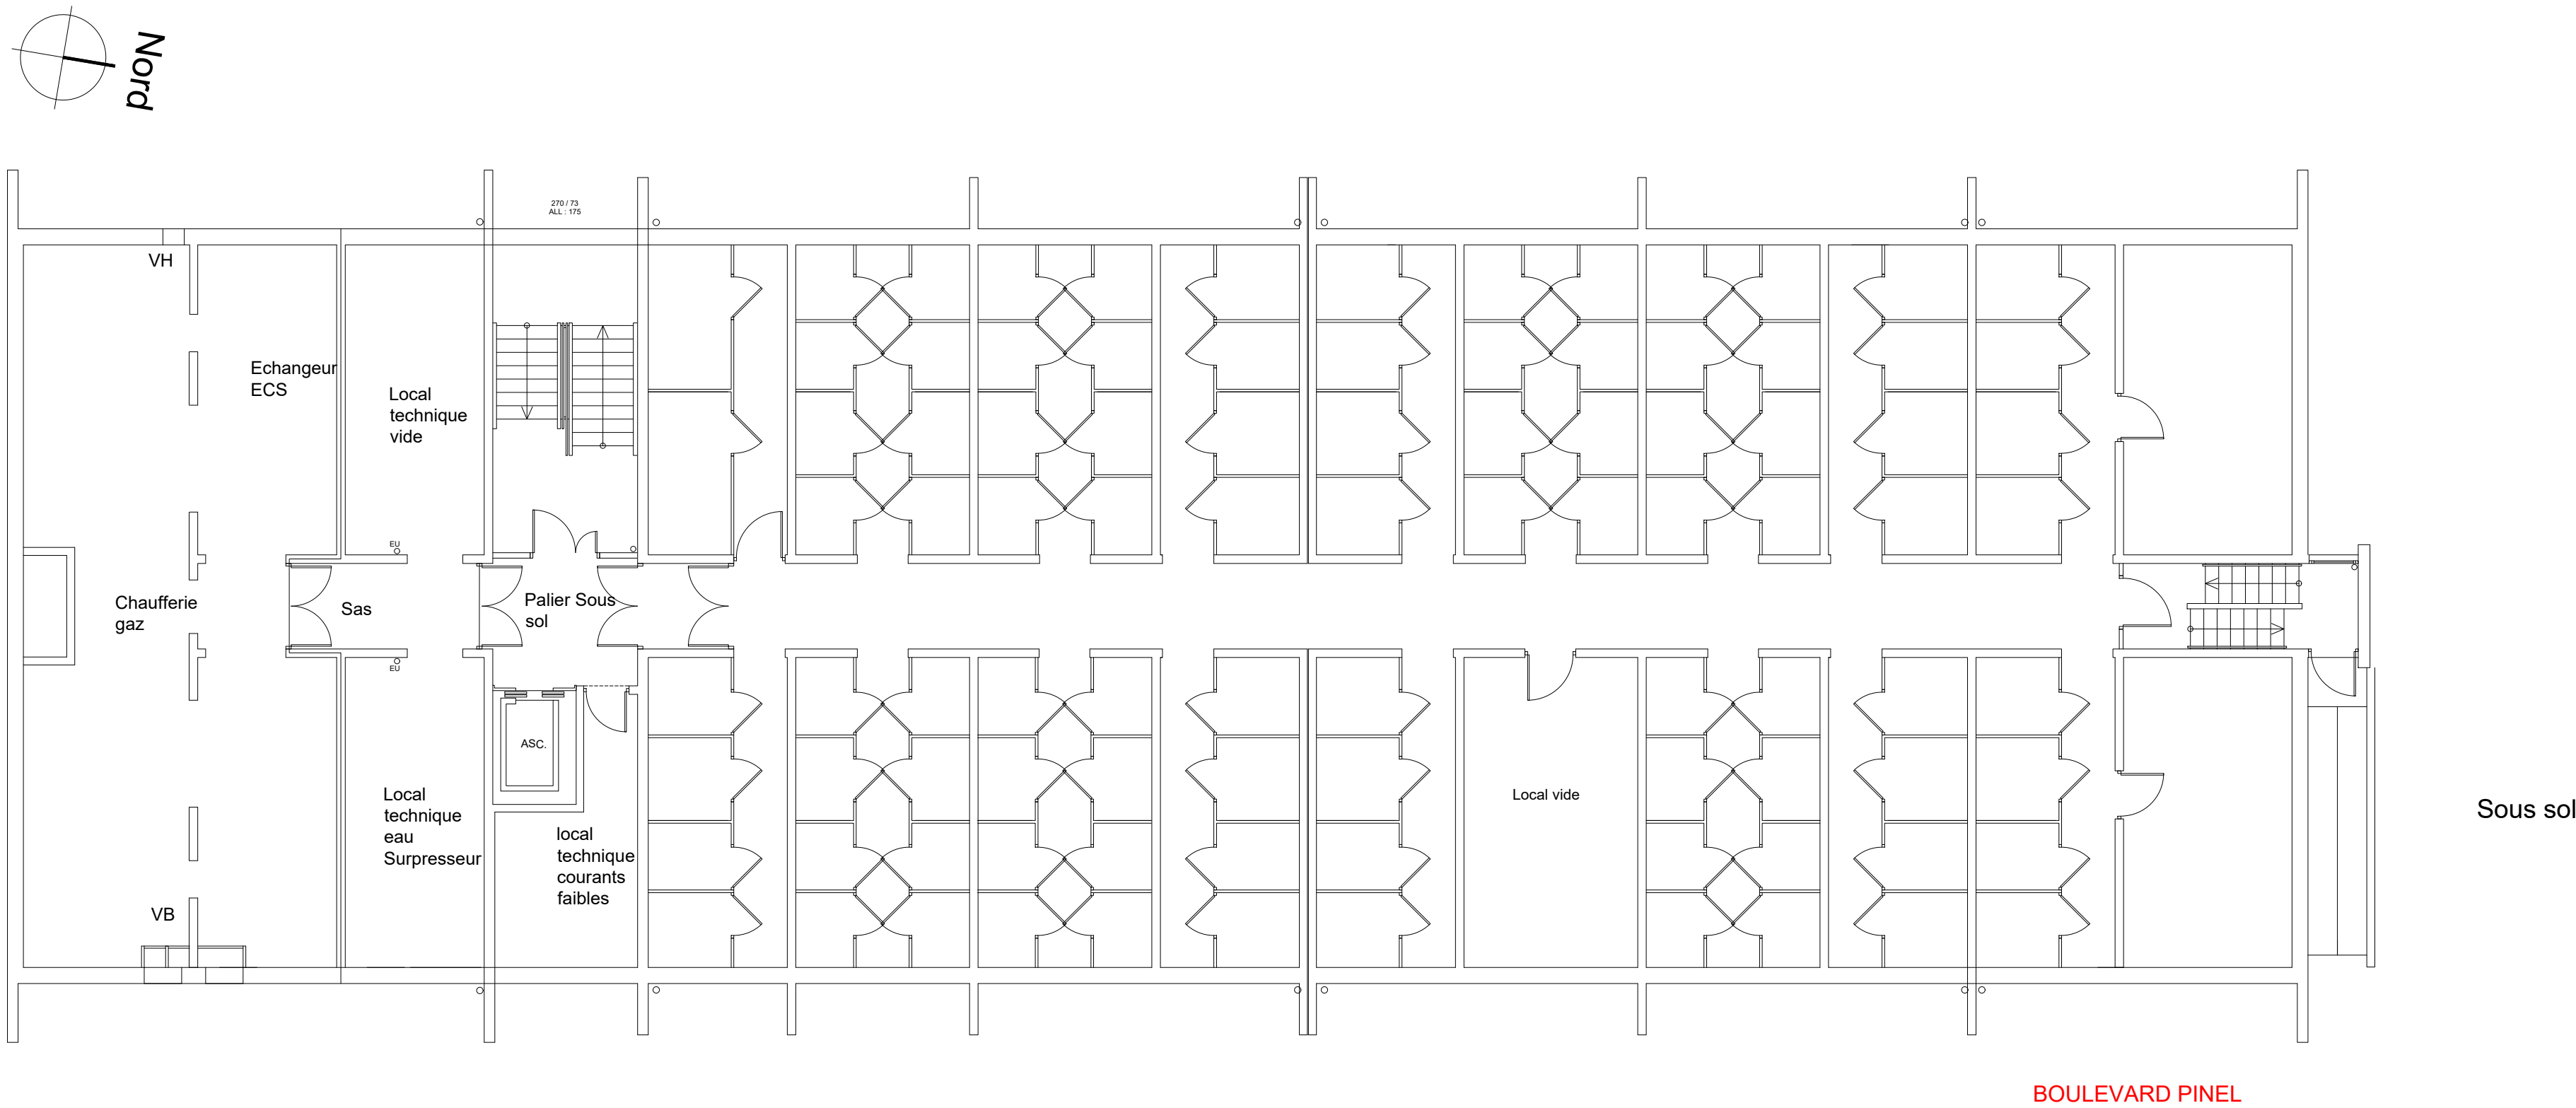 Nord
270 / 73
ALL : 175
VH
Echangeur
ECS
Local
technique
vide
EU
Chaufferie
gaz
Sas
Palier Sous
sol
EU
ASC.
Local
technique
eau
Surpresseur
local
technique
courants
faibles
Local vide
Sous sol
VB
BOULEVARD PINEL